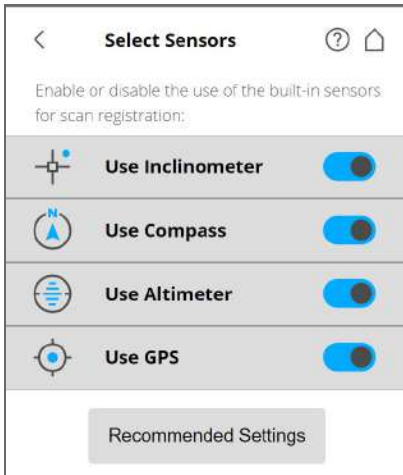 Select Sensors
Enable or disable the use of the built-in sensors
for scan registration:
Use Inclinometer
N
Use Compass
Use Altimeter
Use GPS
Recommended Settings